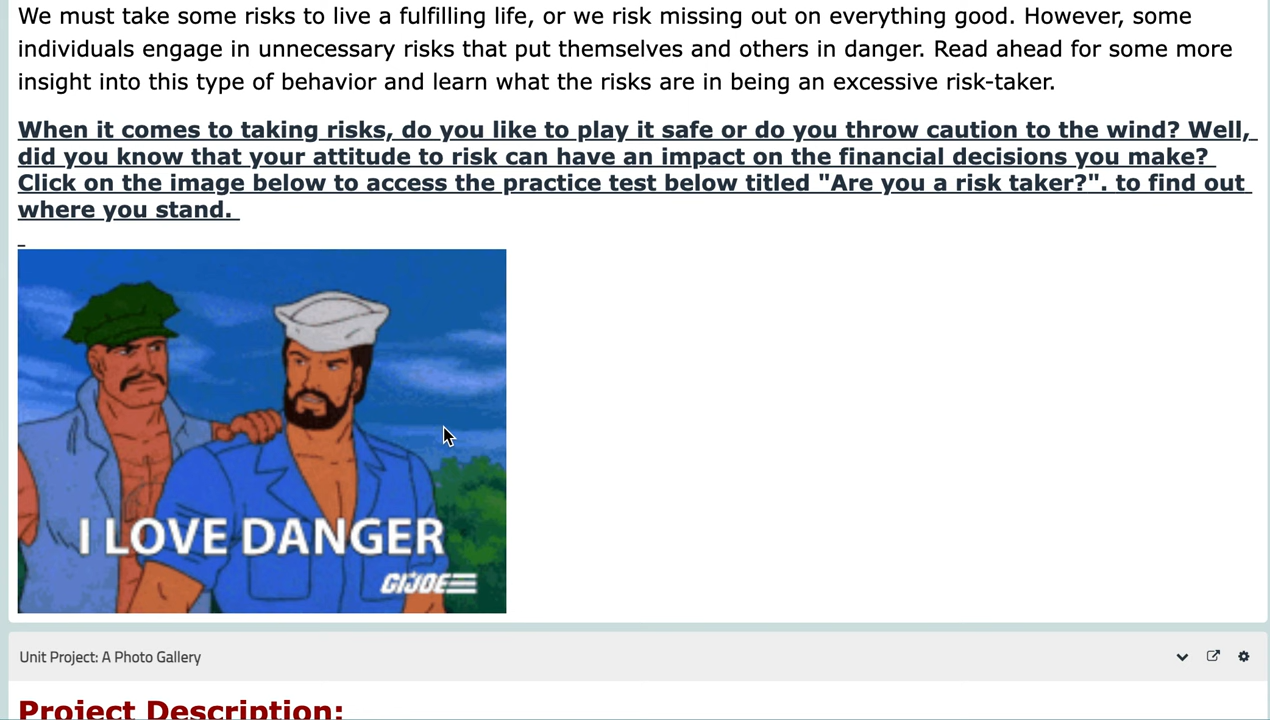 We must take some risks to live a fulfilling life, or we risk missing out on everything good. However, some
individuals engage in unnecessary risks that put themselves and others in danger. Read ahead for some more
insight into this type of behavior and learn what the risks are in being an excessive risk-taker.
When it comes to taking risks, do you like to play it safe or do you throw caution to the wind? Well,
did you know that your attitude to risk can have an impact on the financial decisions you make?
Click on the image below to access the practice test below titled "Are you a risk taker?". to find out
where you stand.
I LOVE DANGER
GI JOE
Unit Project: A Photo Gallery
Project Description: